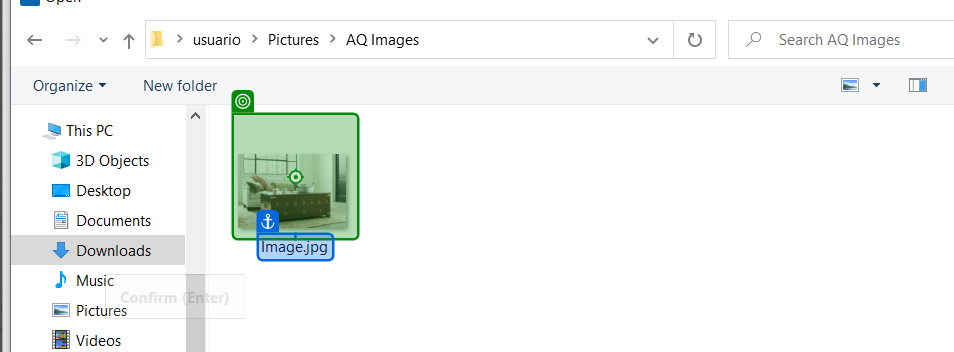 Open
usuario Pictures AQ Images
Search AQ Images
Organize New folder
This PC
3D Objects
Desktop
Documents
Downloads
Music
Confirm (Enter)
Pictures
Videos
Image.jpg